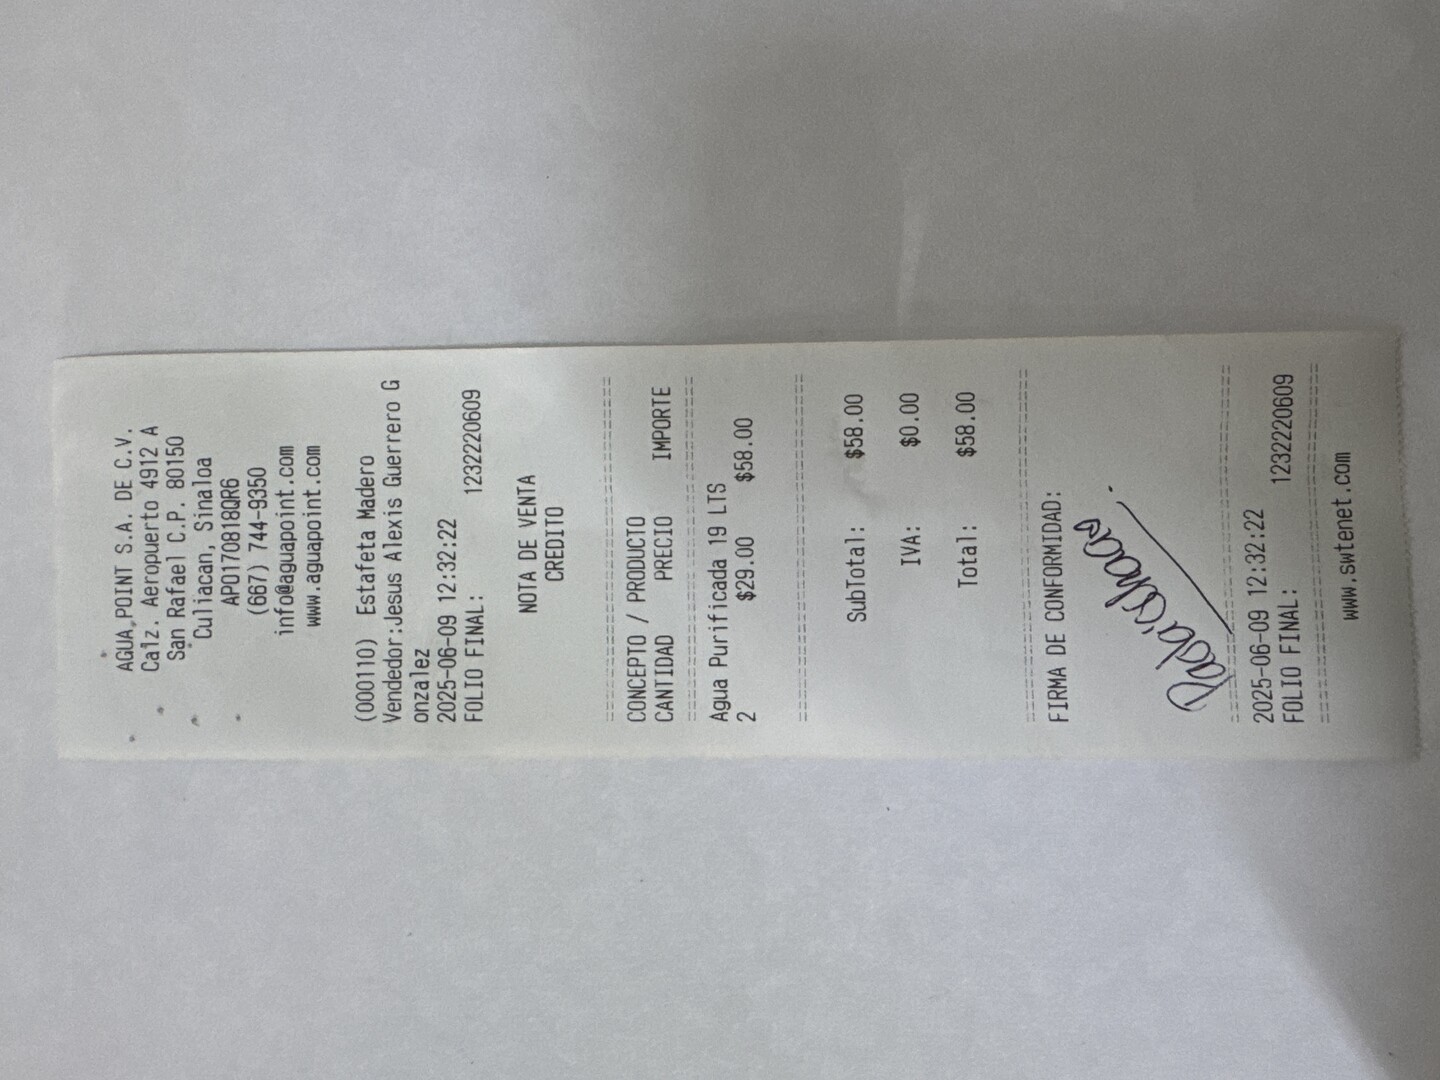 AGUA POINT S.A. DE C.V.
Calz. Aeropuerto 4912 A
San Rafael C.P. 80150
Culiacan, Sinaloa
APO170818QR6
(667) 744-9350
info@aguapoint.com
www.aguapoint.com
(000110) Estafeta Madero
Vendedor:Jesus Alexis Guerrero G
onzalez
2025-06-09 12:32:22
FOLIO FINAL: 1232220609
NOTA DE VENTA
CREDITO
CONCEPTO / PRODUCTO
CANTIDAD PRECIO IMPORTE
Agua Purificada 19 LTS
2 $29.00 $58.00
SubTotal: $58.00
IVA: $0.00
Total: $58.00
FIRMA DE CONFORMIDAD:
2025-06-09 12:32:22
FOLIO FINAL: 1232220609
www.swtenet.com